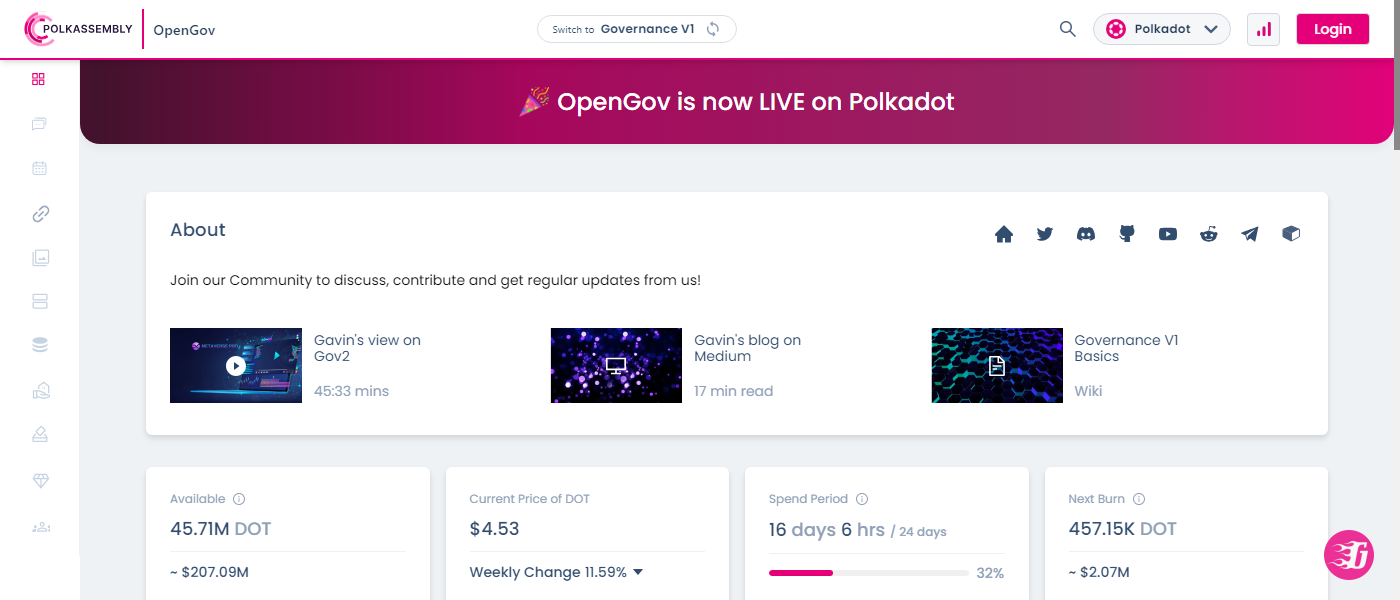 POLKASSEMBLY OpenGov Switch to Governance V1 Polkadot Login
OpenGov is now LIVE on Polkadot
About
Join our Community to discuss, contribute and get regular updates from us!
Gavin's view on
Gov2
45:33 mins
Gavin's blog on
Medium
17 min read
Governance V1
Basics
Wiki
Available
45.71M DOT
~ $207.09M
Current Price of DOT
$4.53
Weekly Change 11.59%
Spend Period
16 days 6 hrs / 24 days
32%
Next Burn
457.15K DOT
~ $2.07M